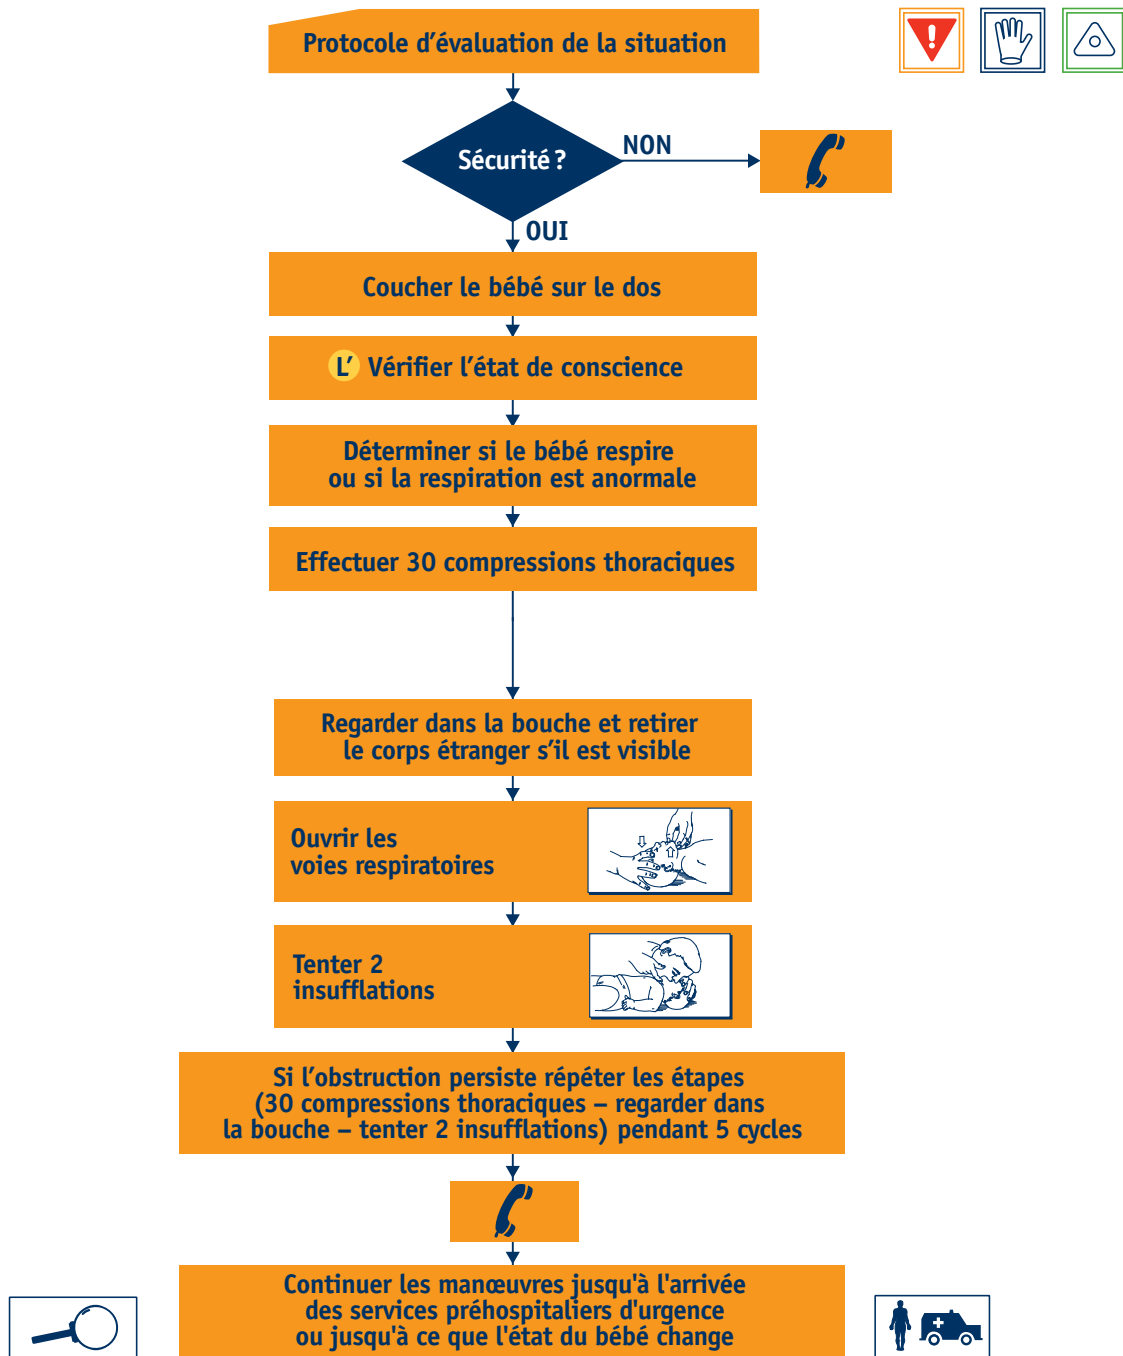 Protocole d'évaluation de la situation
Sécurité ?
NON
OUI
Coucher le bébé sur le dos
L' Vérifier l'état de conscience
Déterminer si le bébé respire
ou si la respiration est anormale
Effectuer 30 compressions thoraciques
Regarder dans la bouche et retirer
le corps étranger s'il est visible
Ouvrir les
voies respiratoires
Tenter 2
insufflations
Si l'obstruction persiste répéter les étapes
(30 compressions thoraciques – regarder dans
la bouche – tenter 2 insufflations) pendant 5 cycles
Continuer les manœuvres jusqu'à l'arrivée
des services préhospitaliers d'urgence
ou jusqu'à ce que l'état du bébé change